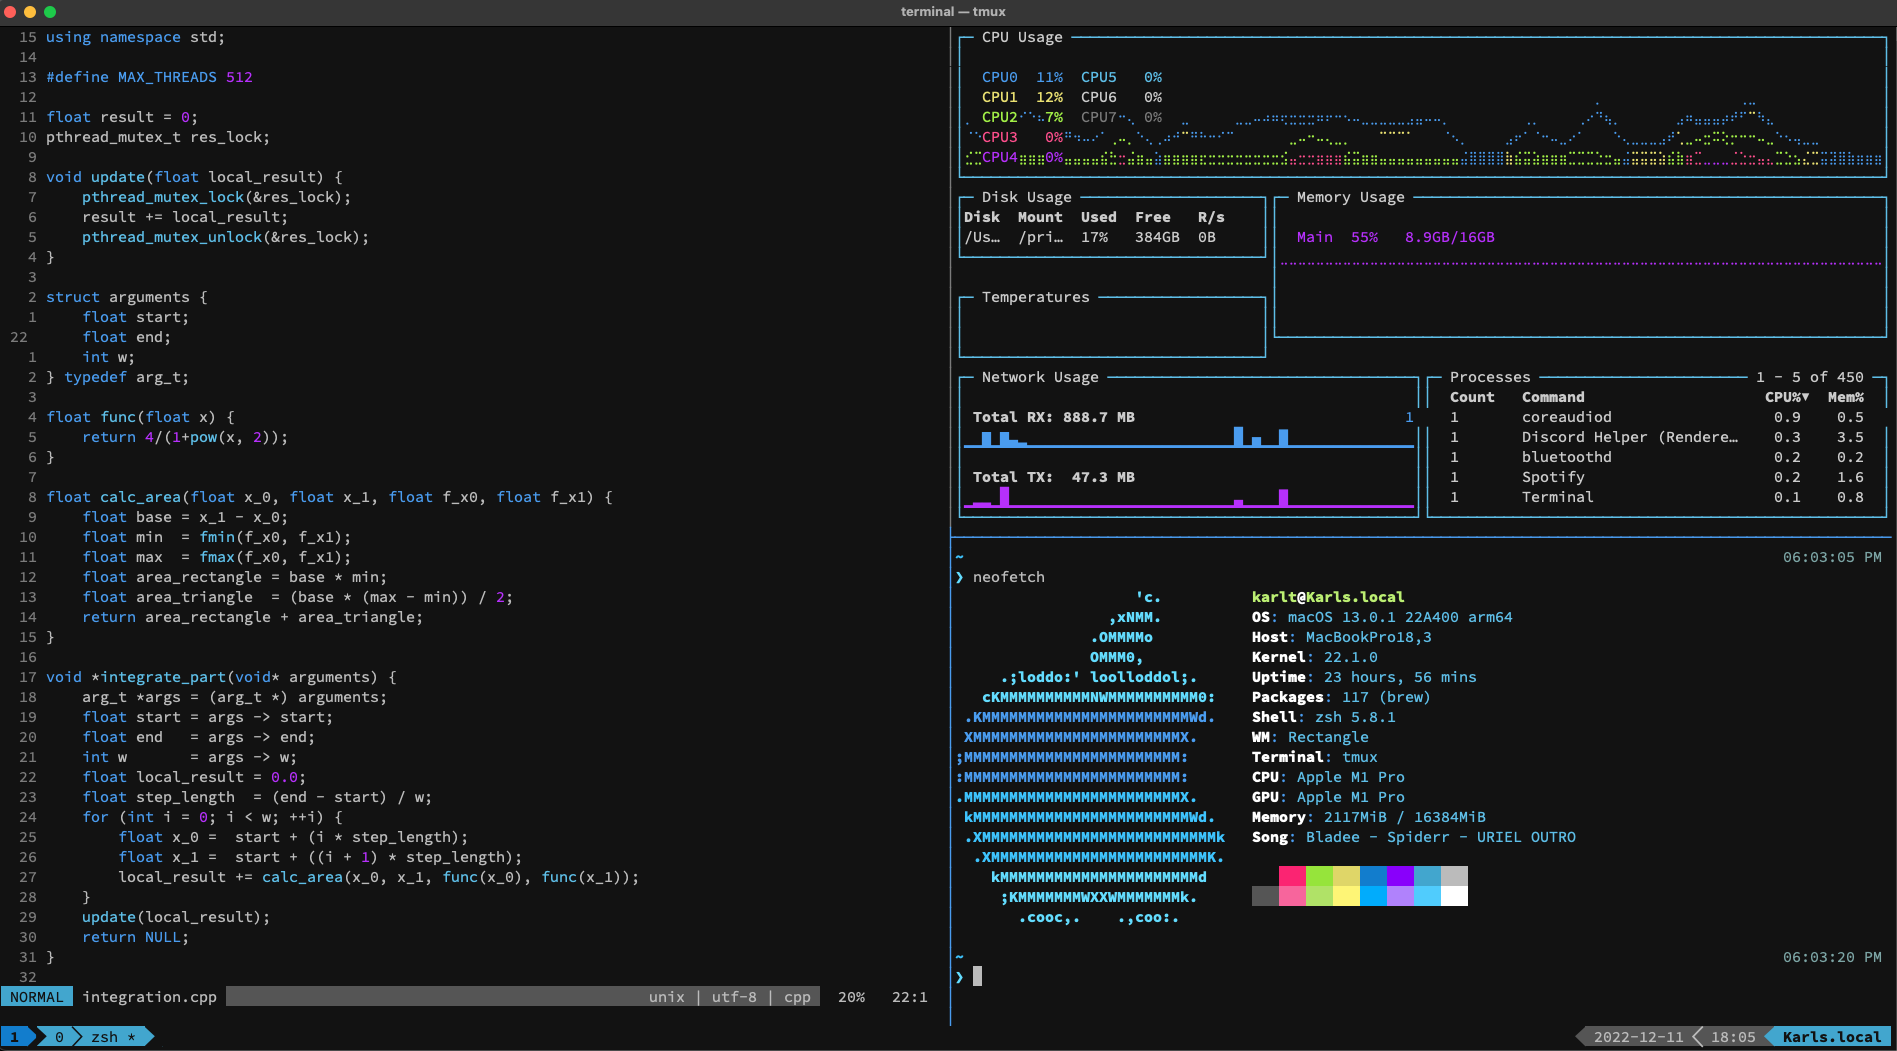 terminal — tmux
15 using namespace std;
14
13 #define MAX_THREADS 512
12
11 float result = 0;
10 pthread_mutex_t res_lock;
9
8 void update(float local_result) {
7     pthread_mutex_lock(&res_lock);
6     result += local_result;
5     pthread_mutex_unlock(&res_lock);
4 }
3
2 struct arguments {
1     float start;
22     float end;
1     int w;
2 } typedef arg_t;
3
4 float func(float x) {
5     return 4/(1+pow(x, 2));
6 }
7
8 float calc_area(float x_0, float x_1, float f_x0, float f_x1) {
9     float base = x_1 - x_0;
10     float min  = fmin(f_x0, f_x1);
11     float max  = fmax(f_x0, f_x1);
12     float area_rectangle = base * min;
13     float area_triangle  = (base * (max - min)) / 2;
14     return area_rectangle + area_triangle;
15 }
16
17 void *integrate_part(void* arguments) {
18     arg_t *args = (arg_t *) arguments;
19     float start = args -> start;
20     float end   = args -> end;
21     int w       = args -> w;
22     float local_result = 0.0;
23     float step_length  = (end - start) / w;
24     for (int i = 0; i < w; ++i) {
25         float x_0 =  start + (i * step_length);
26         float x_1 =  start + ((i + 1) * step_length);
27         local_result += calc_area(x_0, x_1, func(x_0), func(x_1));
28     }
29     update(local_result);
30     return NULL;
31 }
32
NORMAL integration.cpp unix | utf-8 | cpp 20% 22:1
CPU Usage
CPU0 11% CPU5 0%
CPU1 12% CPU6 0%
CPU2 7% CPU7 0%
CPU3 0%
CPU4 0%
Disk Usage
Disk Mount Used Free R/s
/Us… /pri… 17% 384GB 0B
Memory Usage
Main 55% 8.9GB/16GB
Temperatures
Network Usage
Total RX: 888.7 MB
1
Total TX:  47.3 MB
Processes 1 - 5 of 450
Count Command CPU%▼ Mem%
1 coreaudiod 0.9 0.5
1 Discord Helper (Rendere… 0.3 3.5
1 bluetoothd 0.2 0.2
1 Spotify 0.2 1.6
1 Terminal 0.1 0.8
~ 06:03:05 PM
❯ neofetch
'c.
,xNMM.
.OMMMMo
OMMM0,
.;loddo:' loolloddol;.
cKMMMMMMMMMMNWMMMMMMMMMM0:
.KMMMMMMMMMMMMMMMMMMMMMMMWd.
XMMMMMMMMMMMMMMMMMMMMMMMX.
;MMMMMMMMMMMMMMMMMMMMMMMM:
:MMMMMMMMMMMMMMMMMMMMMMMM:
.MMMMMMMMMMMMMMMMMMMMMMMMX.
kMMMMMMMMMMMMMMMMMMMMMMMMWd.
.XMMMMMMMMMMMMMMMMMMMMMMMMMMk
.XMMMMMMMMMMMMMMMMMMMMMMMMK.
kMMMMMMMMMMMMMMMMMMMMMMd
;KMMMMMMMWXXWMMMMMMMk.
.cooc,.    .,coo:.
karlt@Karls.local
OS: macOS 13.0.1 22A400 arm64
Host: MacBookPro18,3
Kernel: 22.1.0
Uptime: 23 hours, 56 mins
Packages: 117 (brew)
Shell: zsh 5.8.1
WM: Rectangle
Terminal: tmux
CPU: Apple M1 Pro
GPU: Apple M1 Pro
Memory: 2117MiB / 16384MiB
Song: Bladee - Spiderr - URIEL OUTRO
~ 06:03:20 PM
❯
1 0 zsh * 2022-12-11 18:05 Karls.local